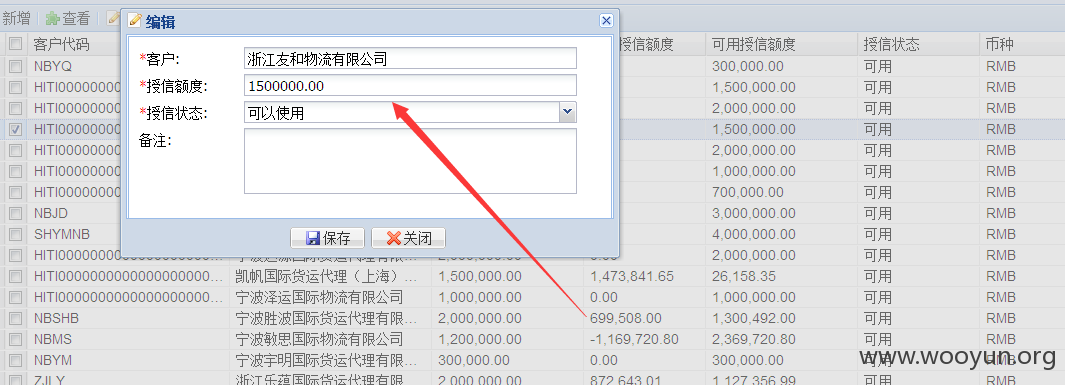 新增 查看 编辑
客户代码 授信额度 可用授信额度 授信状态 币种
*客户: 浙江友和物流有限公司
*授信额度: 1500000.00
*授信状态: 可以使用
备注:
保存 关闭
NBYQ 300,000.00 可用 RMB
HITI00000000 1,500,000.00 可用 RMB
HITI00000000 2,000,000.00 可用 RMB
HITI00000000 1,500,000.00 可用 RMB
HITI00000000 2,000,000.00 可用 RMB
HITI00000000 1,000,000.00 可用 RMB
HITI00000000 700,000.00 可用 RMB
NBJD 3,000,000.00 可用 RMB
SHYMNB 4,000,000.00 可用 RMB
HITI00000000000000000000... 2,000,000.00 可用 RMB
HITI00000000000000000000... 凯帆国际货运代理（上海）... 1,500,000.00 1,473,841.65 26,158.35 可用 RMB
HITI00000000000000000000... 宁波泽运国际物流有限公司 1,000,000.00 0.00 1,000,000.00 可用 RMB
NBSHB 宁波胜波国际货运代理有限... 2,000,000.00 699,508.00 1,300,492.00 可用 RMB
NBMS 宁波敏思国际物流有限公司 1,200,000.00 -1,169,720.80 2,369,720.80 可用 RMB
NBYM 宁波宇明国际货运代理有限... 300,000.00 0.00 300,000.00 可用 RMB
ZJLY 浙江乐蕴国际货运代理有限... 2,000,000.00 872,643.01 1,127,356.99 可用 RMB
www.wooyun.org